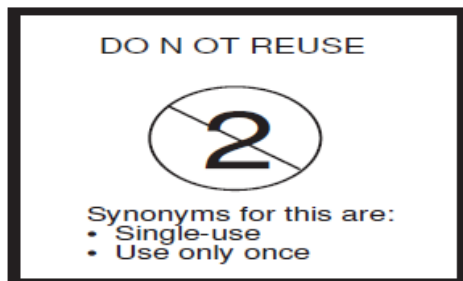 DO N OT REUSE
2
Synonyms for this are:
• Single-use
• Use only once